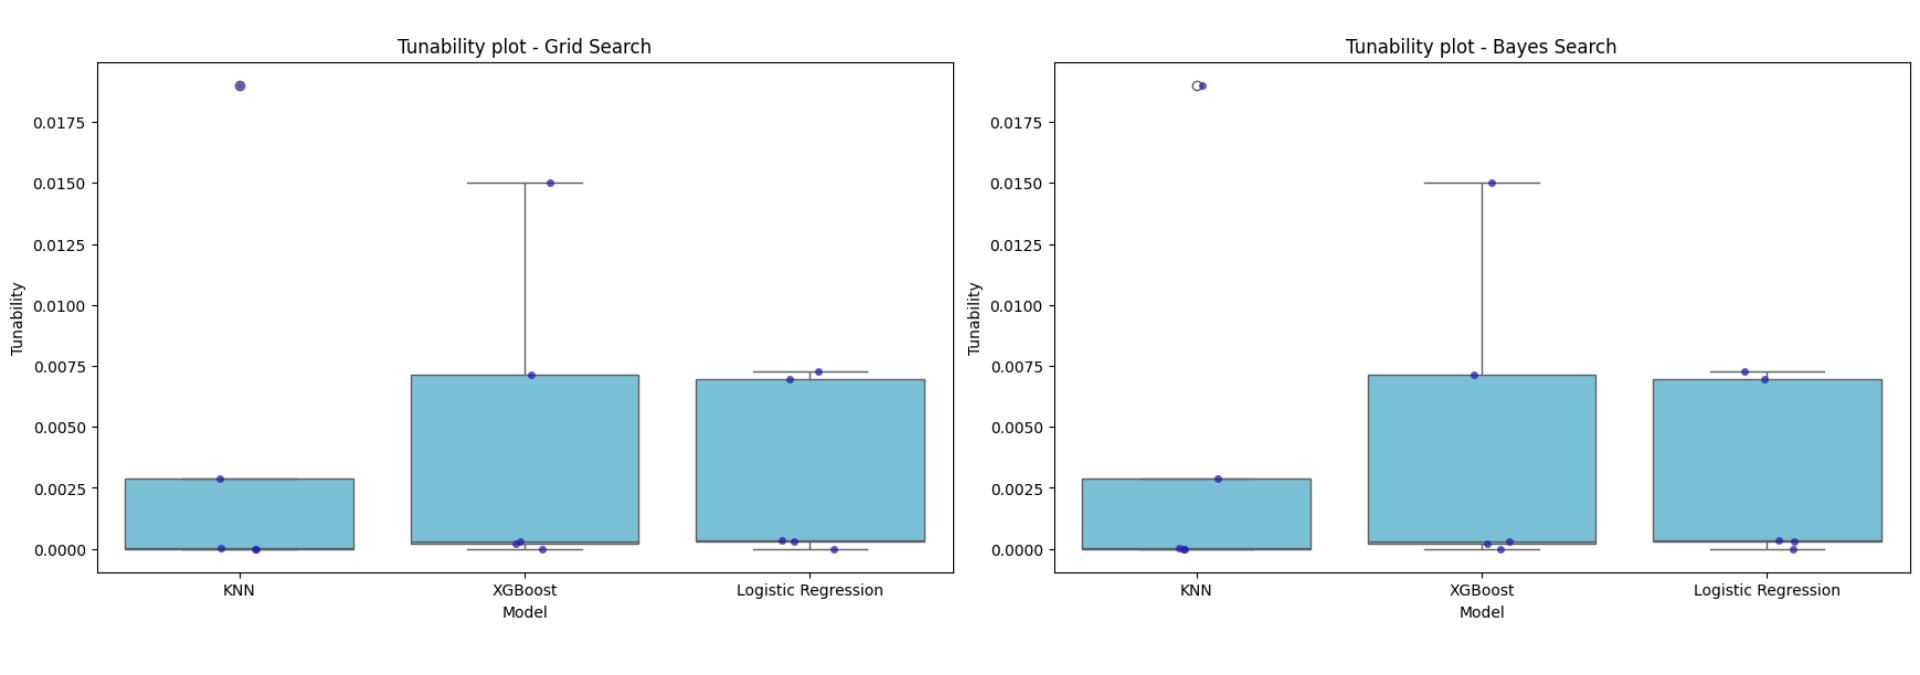 Tunability plot - Grid Search
Tunability
0.0175
0.0150
0.0125
0.0100
0.0075
0.0050
0.0025
0.0000
KNN XGBoost Logistic Regression
Model
Tunability plot - Bayes Search
Tunability
0.0175
0.0150
0.0125
0.0100
0.0075
0.0050
0.0025
0.0000
KNN XGBoost Logistic Regression
Model